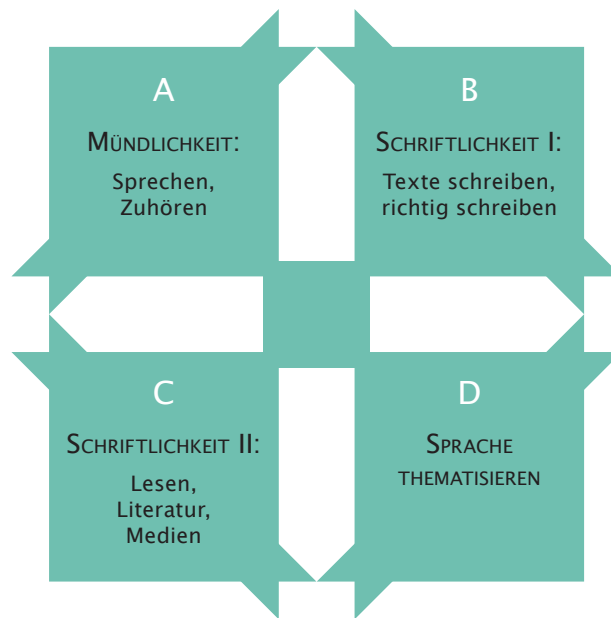 A
Mündlichkeit:
Sprechen,
Zuhören
B
Schriftlichkeit I:
Texte schreiben,
richtig schreiben
C
Schriftlichkeit II:
Lesen,
Literatur,
Medien
D
Sprache
thematisieren